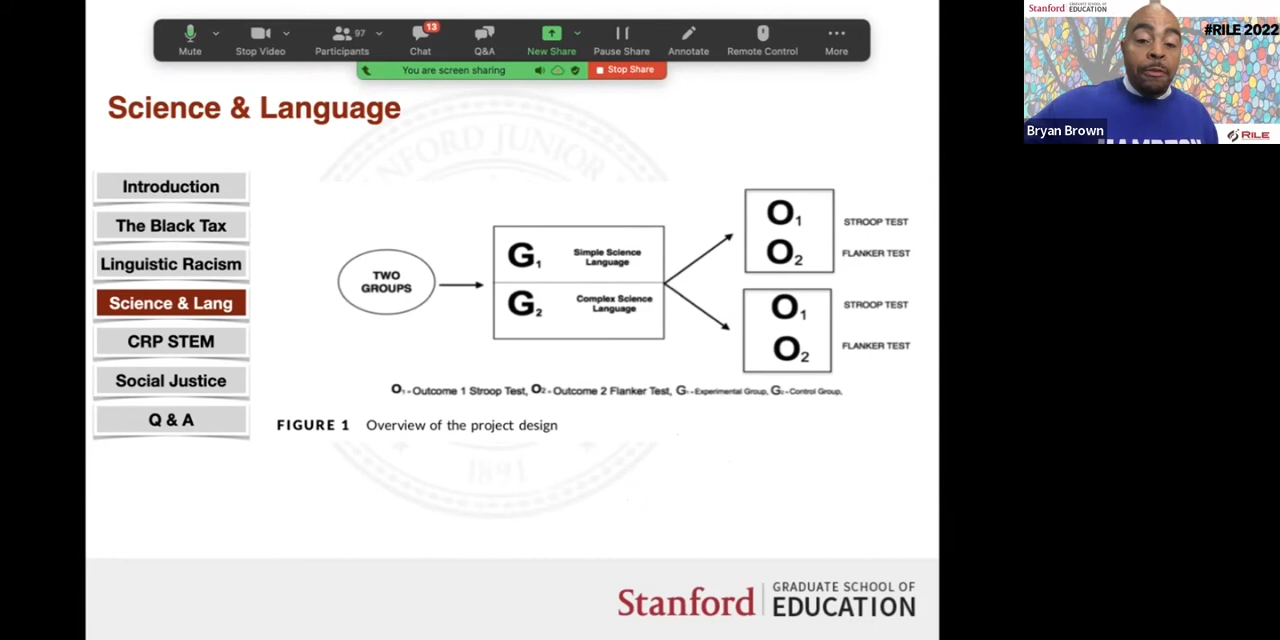 Mute
Stop Video
97
Participants
13
Chat
Q&A
New Share
Pause Share
Annotate
Remote Control
More
You are screen sharing
Stop Share
Stanford
GRADUATE SCHOOL OF
EDUCATION
#RILE 2022
Bryan Brown
HAMPTON
RILE
Science & Language
Introduction
The Black Tax
Linguistic Racism
Science & Lang
CRP STEM
Social Justice
Q & A
TWO
GROUPS
G1
Simple Science
Language
G2
Complex Science
Language
O1
STROOP TEST
O2
FLANKER TEST
O1
STROOP TEST
O2
FLANKER TEST
O1 - Outcome 1 Stroop Test, O2 - Outcome 2 Flanker Test, G1 - Experimental Group, G2 - Control Group,
FIGURE 1 Overview of the project design
STANFORD JUNIOR
1891
Stanford
GRADUATE SCHOOL OF
EDUCATION